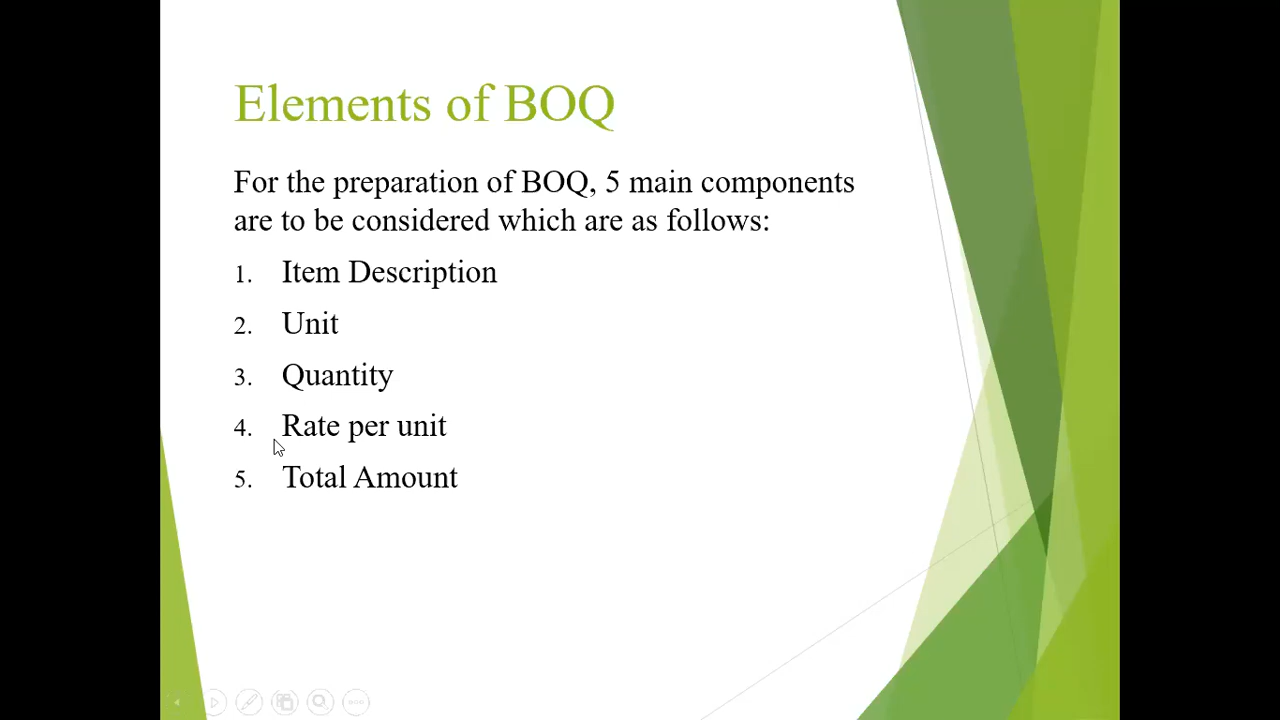 Elements of BOQ
For the preparation of BOQ, 5 main components
are to be considered which are as follows:
1. Item Description
2. Unit
3. Quantity
4. Rate per unit
5. Total Amount